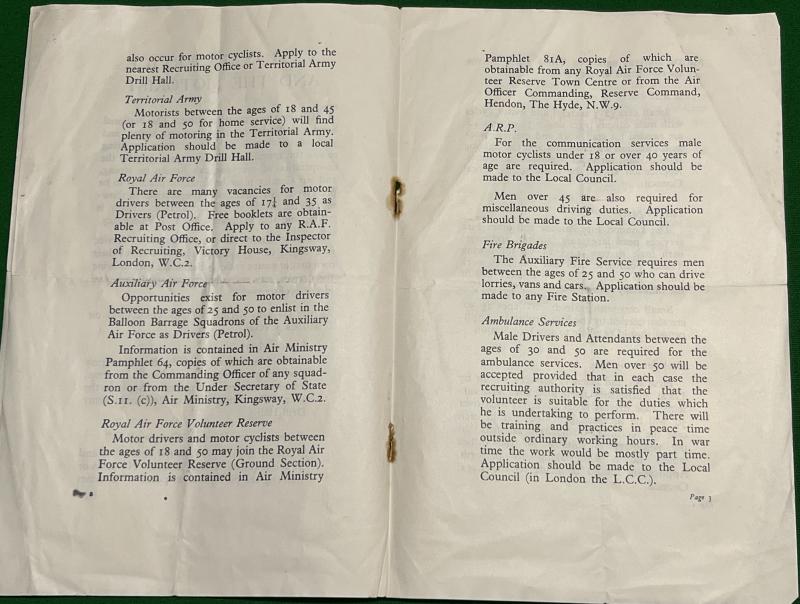 also occur for motor cyclists. Apply to the
nearest Recruiting Office or Territorial Army
Drill Hall.
Territorial Army
Motorists between the ages of 18 and 45
(or 18 and 50 for home service) will find
plenty of motoring in the Territorial Army.
Application should be made to a local
Territorial Army Drill Hall.
Royal Air Force
There are many vacancies for motor
drivers between the ages of 17¼ and 35 as
Drivers (Petrol). Free booklets are obtain-
able at Post Office. Apply to any R.A.F.
Recruiting Office, or direct to the Inspector
of Recruiting, Victory House, Kingsway,
London, W.C.2.
Auxiliary Air Force
Opportunities exist for motor drivers
between the ages of 25 and 50 to enlist in the
Balloon Barrage Squadrons of the Auxiliary
Air Force as Drivers (Petrol).
Information is contained in Air Ministry
Pamphlet 64, copies of which are obtainable
from the Commanding Officer of any squad-
ron or from the Under Secretary of State
(S.11. (c)), Air Ministry, Kingsway, W.C.2.
Royal Air Force Volunteer Reserve
Motor drivers and motor cyclists between
the ages of 18 and 50 may join the Royal Air
Force Volunteer Reserve (Ground Section).
Information is contained in Air Ministry
Pamphlet 81A, copies of which are
obtainable from any Royal Air Force Volun-
teer Reserve Town Centre or from the Air
Officer Commanding, Reserve Command,
Hendon, The Hyde, N.W.9.
A.R.P.
For the communication services male
motor cyclists under 18 or over 40 years of
age are required. Application should be
made to the Local Council.
Men over 45 are also required for
miscellaneous driving duties. Application
should be made to the Local Council.
Fire Brigades
The Auxiliary Fire Service requires men
between the ages of 25 and 50 who can drive
lorries, vans and cars. Application should be
made to any Fire Station.
Ambulance Services
Male Drivers and Attendants between the
ages of 30 and 50 are required for the
ambulance services. Men over 50 will be
accepted provided that in each case the
recruiting authority is satisfied that the
volunteer is suitable for the duties which
he is undertaking to perform. There will
be training and practices in peace time
outside ordinary working hours. In war
time the work would be mostly part time.
Application should be made to the Local
Council (in London the L.C.C.).
Page 3